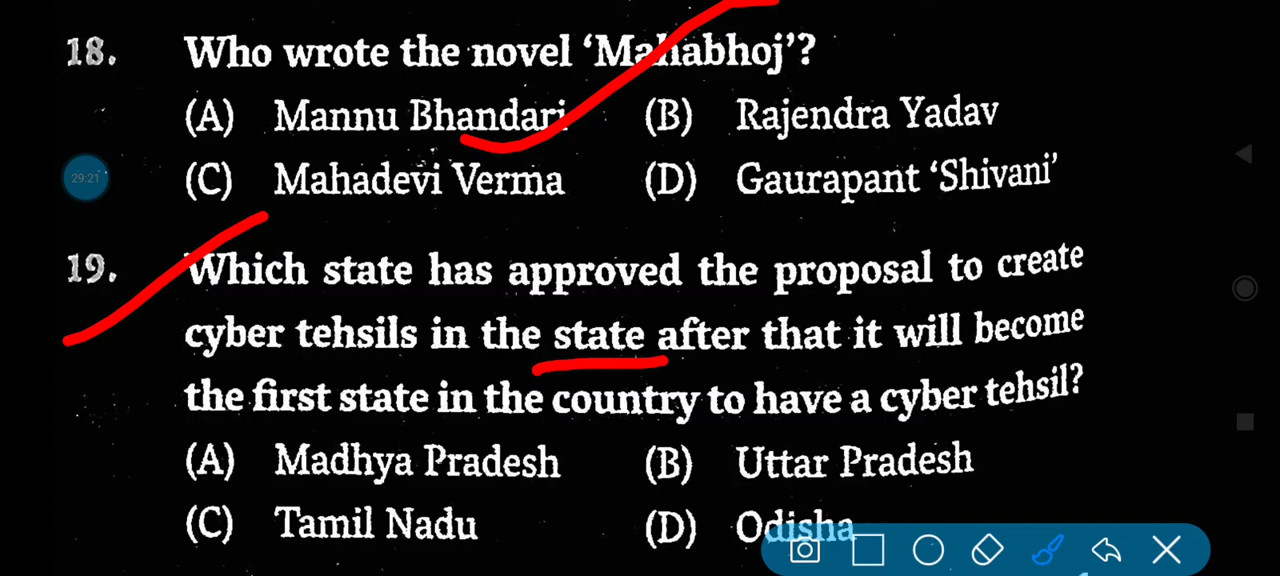 18. Who wrote the novel ‘Mahabhoj’?
(A) Mannu Bhandari (B) Rajendra Yadav
(C) Mahadevi Verma (D) Gaurapant ‘Shivani’
29:21
19. Which state has approved the proposal to create
cyber tehsils in the state after that it will become
the first state in the country to have a cyber tehsil?
(A) Madhya Pradesh (B) Uttar Pradesh
(C) Tamil Nadu (D) Odisha